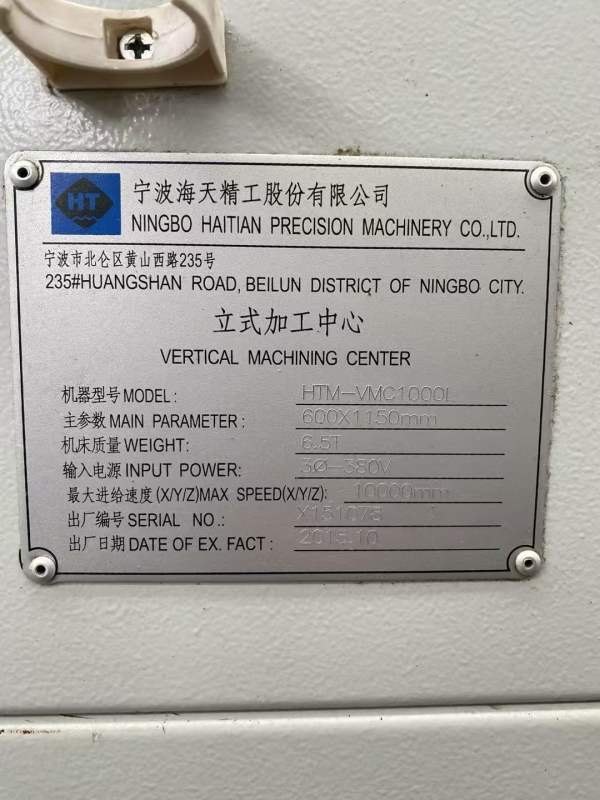 HT
宁波海天精工股份有限公司
NINGBO HAITIAN PRECISION MACHINERY CO.,LTD.
宁波市北仑区黄山西路235号
235#HUANGSHAN ROAD, BEILUN DISTRICT OF NINGBO CITY.
立式加工中心
VERTICAL MACHINING CENTER
机器型号 MODEL: HTM-VMC1000L
主参数 MAIN PARAMETER: 600X1150mm
机床质量 WEIGHT: 6.5T
输入电源 INPUT POWER: 3Ø-380V
最大进给速度 (X/Y/Z) MAX SPEED(X/Y/Z): 10000mm
出厂编号 SERIAL NO.:
出厂日期 DATE OF EX. FACT: 2015.10